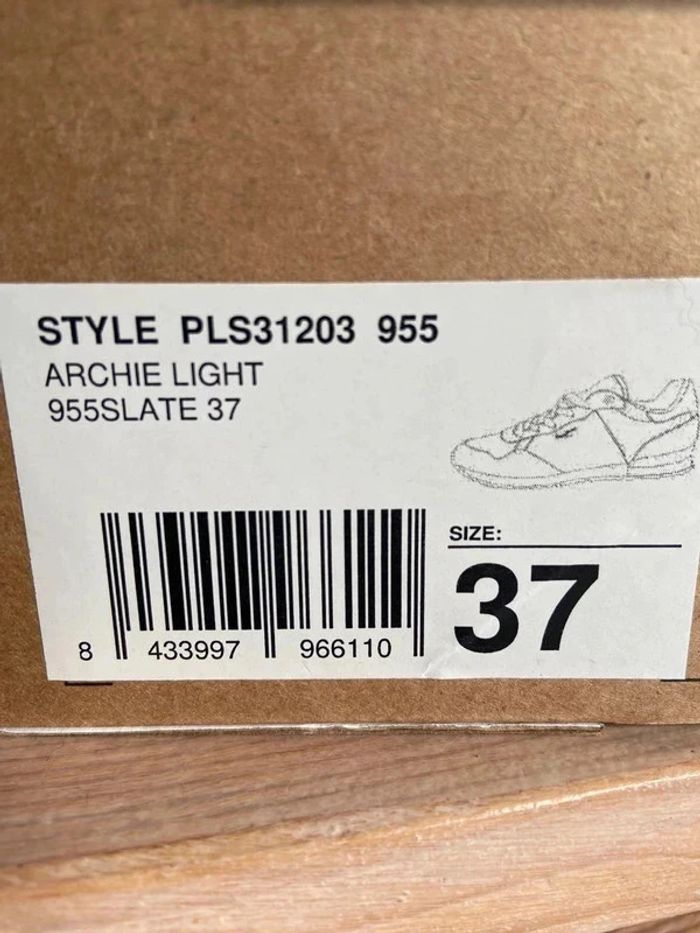 STYLE PLS31203 955
ARCHIE LIGHT
955SLATE 37
SIZE:
37
8 433997 966110